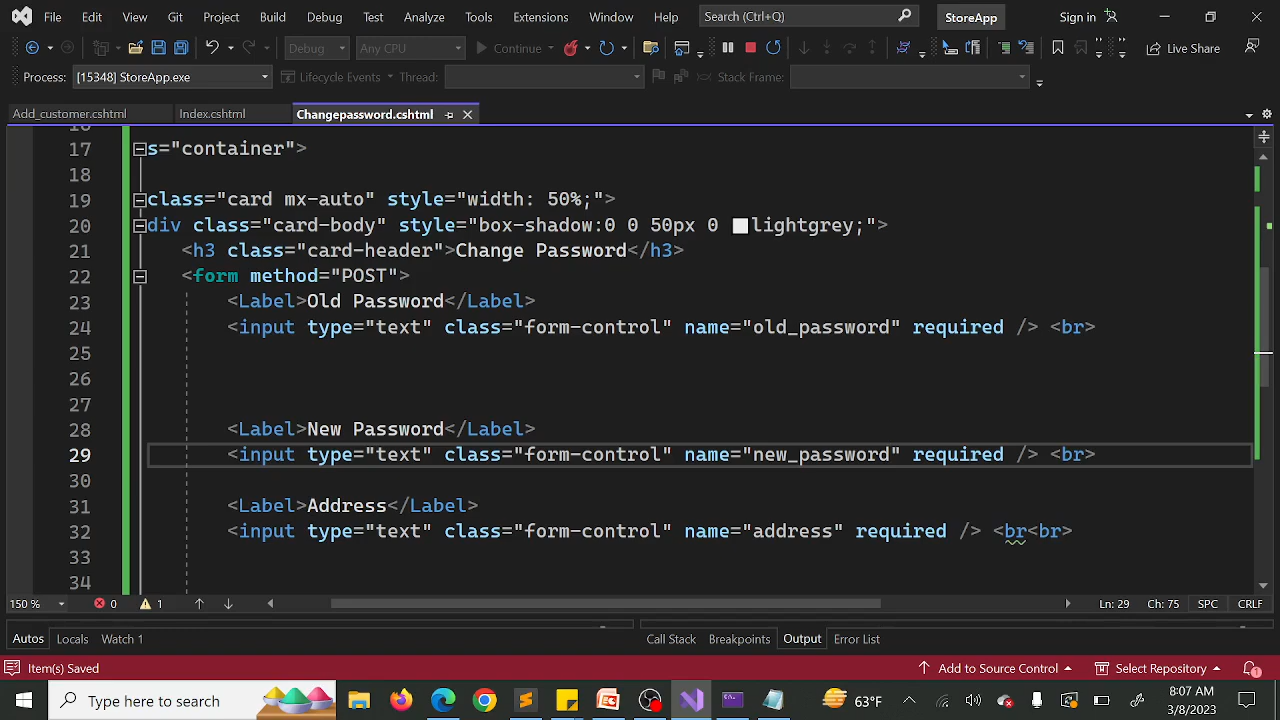 File Edit View Git Project Build Debug Test Analyze Tools Extensions Window Help Search (Ctrl+Q) StoreApp Sign in
Debug Any CPU Continue Live Share
Process: [15348] StoreApp.exe Lifecycle Events Thread: Stack Frame:
Add_customer.cshtml Index.cshtml Changepassword.cshtml
17 s="container">
18
19 class="card mx-auto" style="width: 50%;">
20 div class="card-body" style="box-shadow:0 0 50px 0 lightgrey;">
21 <h3 class="card-header">Change Password</h3>
22 <form method="POST">
23 <Label>Old Password</Label>
24 <input type="text" class="form-control" name="old_password" required /> <br>
25
26
27
28 <Label>New Password</Label>
29 <input type="text" class="form-control" name="new_password" required /> <br>
30
31 <Label>Address</Label>
32 <input type="text" class="form-control" name="address" required /> <br<br>
33
34
150 % 0 1 Ln: 29 Ch: 75 SPC CRLF
Autos Locals Watch 1 Call Stack Breakpoints Output Error List
Item(s) Saved Add to Source Control Select Repository 1
Type here to search 63°F 8:07 AM
3/8/2023